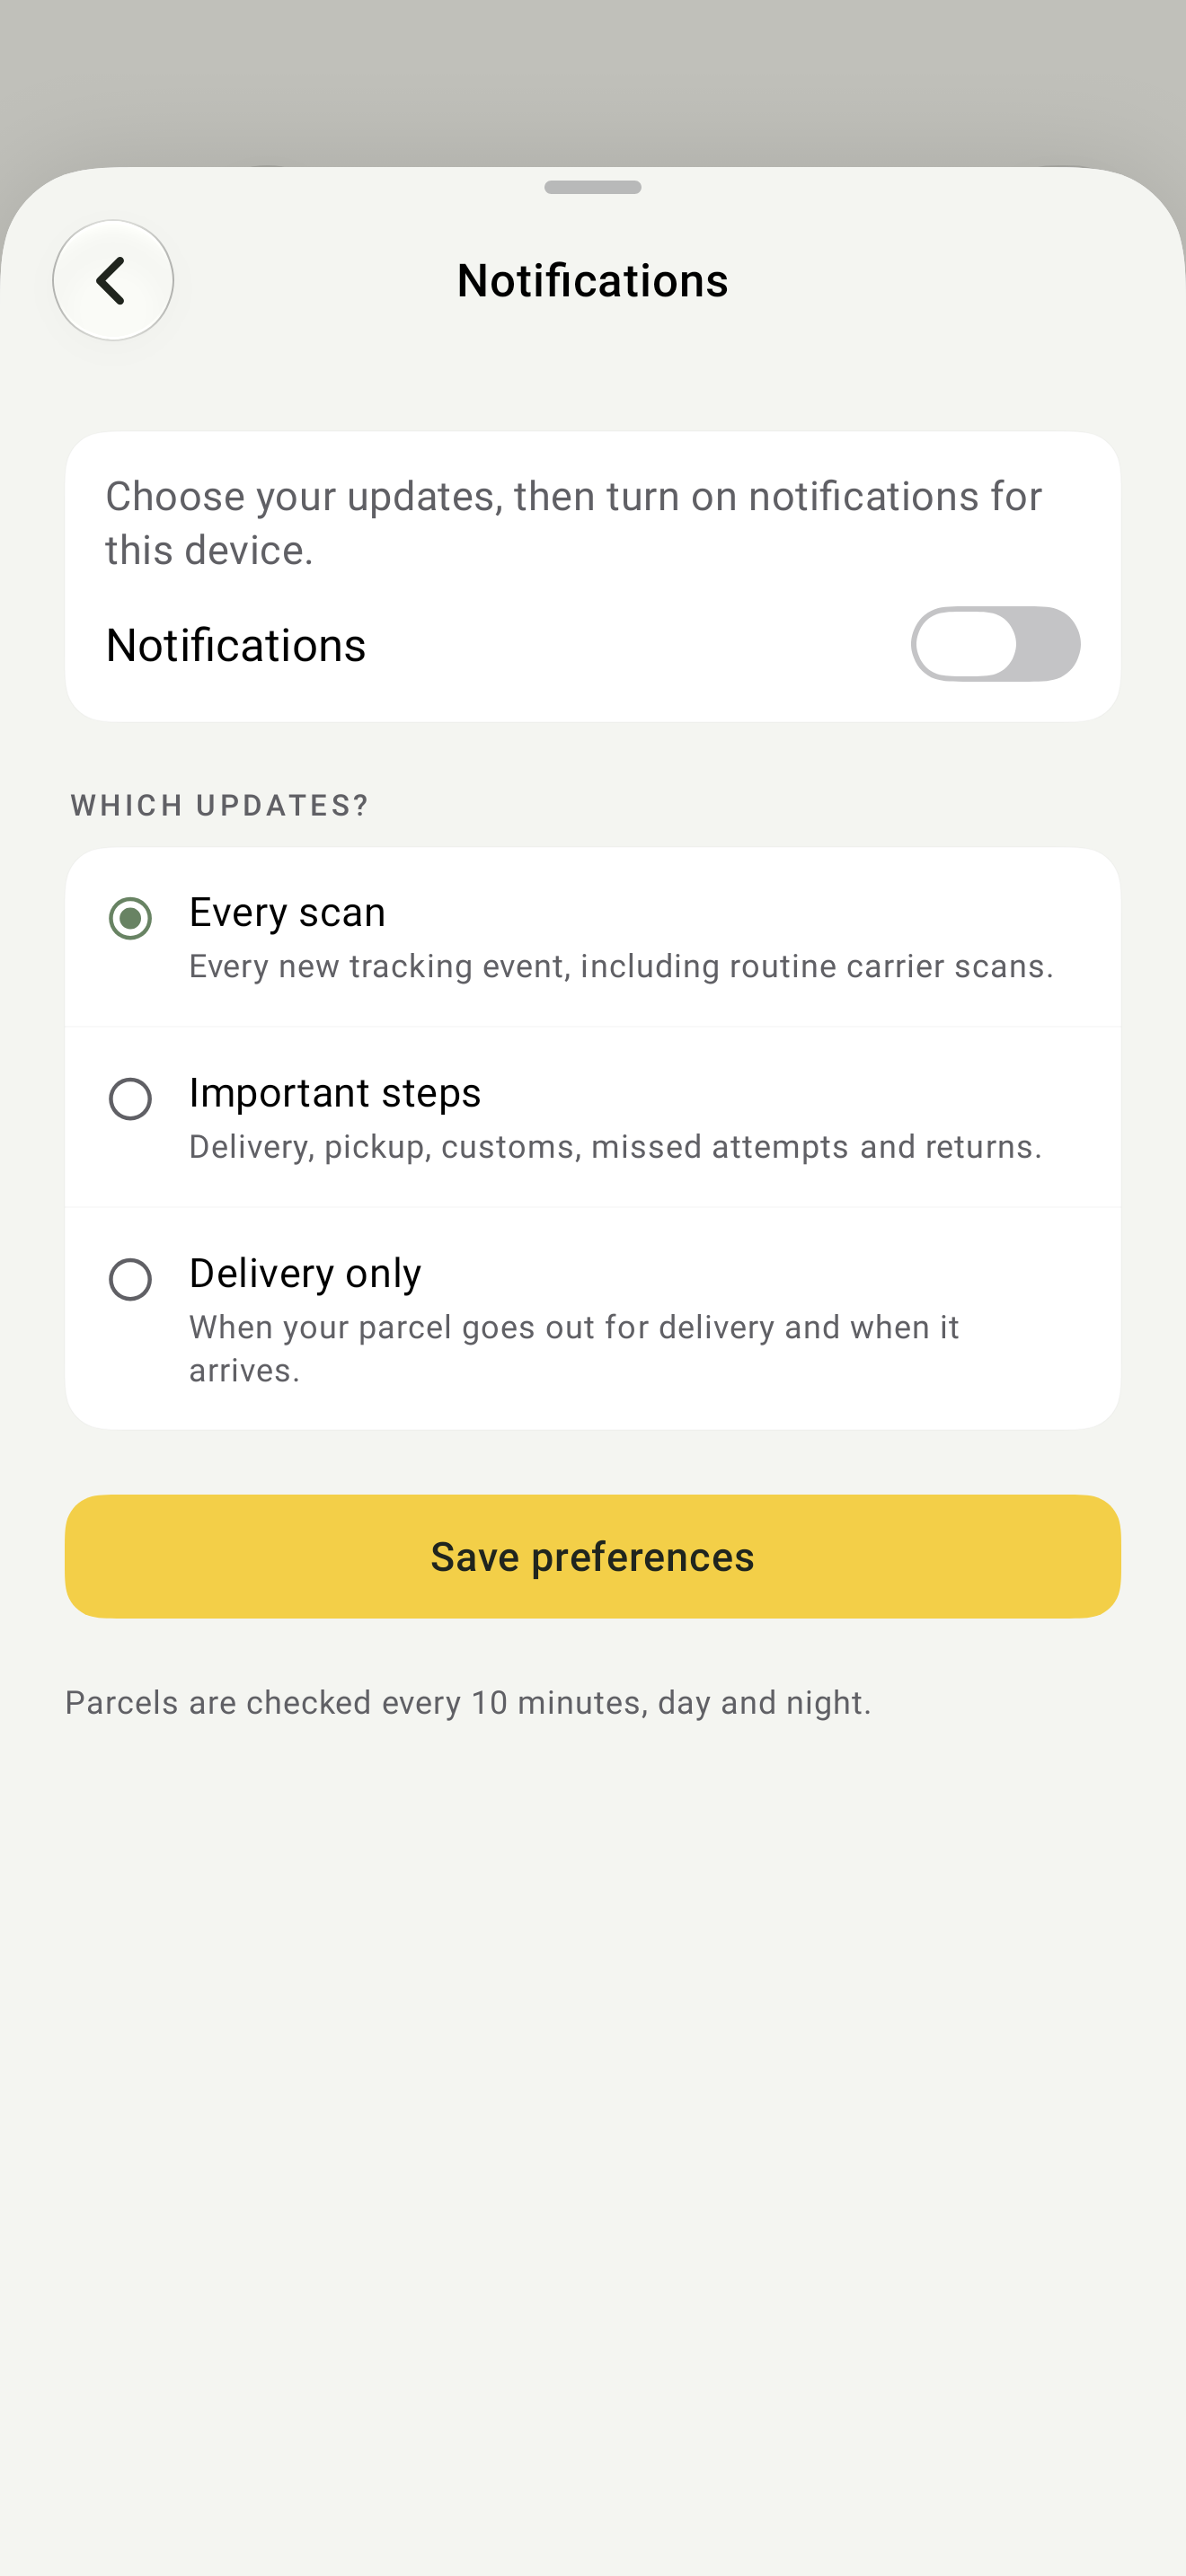 Notifications
Choose your updates, then turn on notifications for
this device.
Notifications
WHICH UPDATES?
Every scan
Every new tracking event, including routine carrier scans.
Important steps
Delivery, pickup, customs, missed attempts and returns.
Delivery only
When your parcel goes out for delivery and when it
arrives.
Save preferences
Parcels are checked every 10 minutes, day and night.